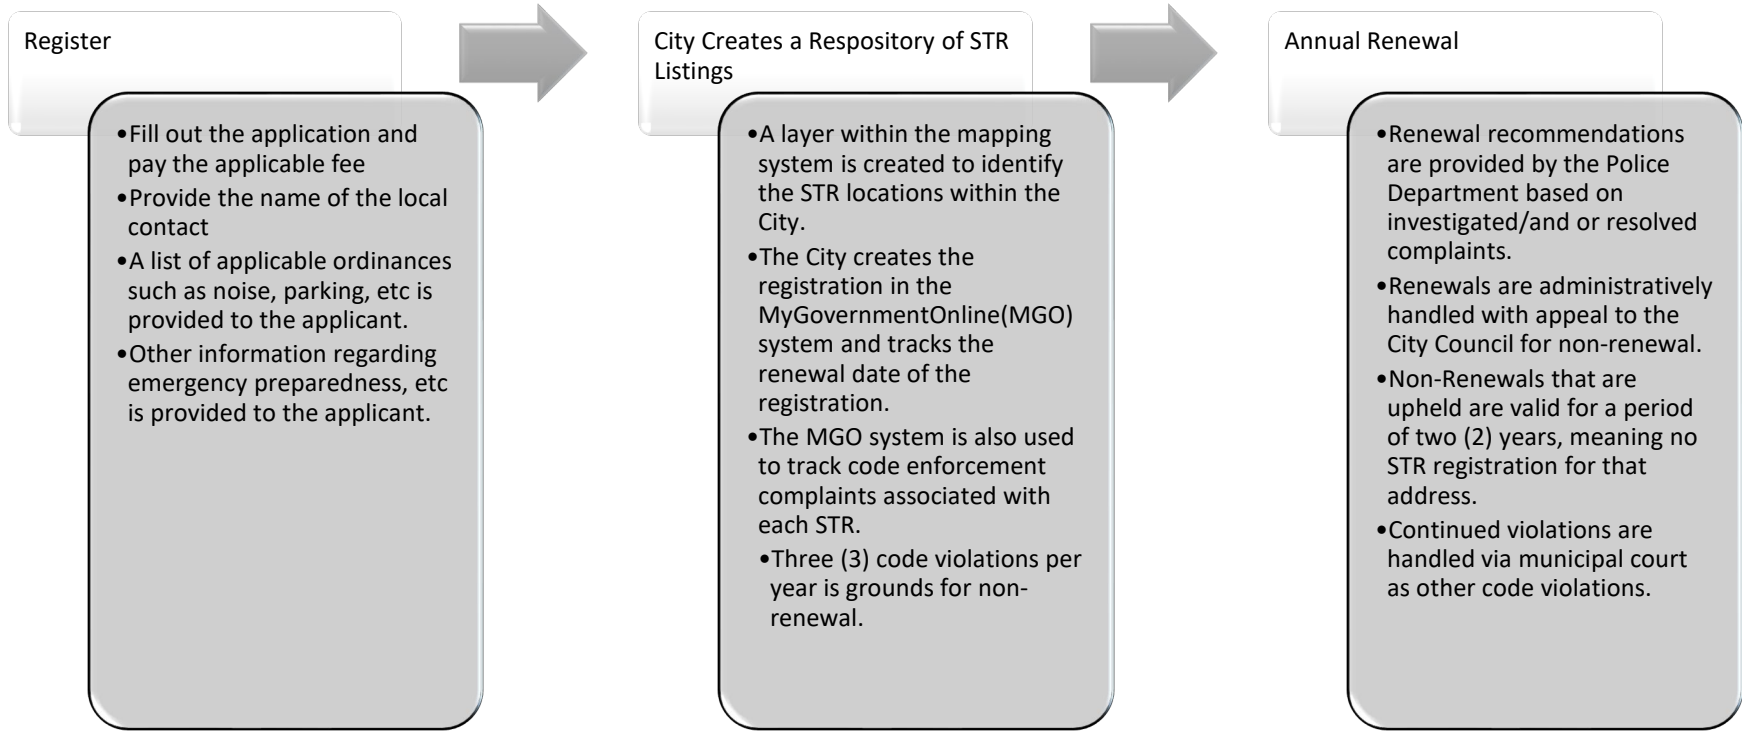 Register
•Fill out the application and
pay the applicable fee
•Provide the name of the local
contact
•A list of applicable ordinances
such as noise, parking, etc is
provided to the applicant.
•Other information regarding
emergency preparedness, etc
is provided to the applicant.
City Creates a Respository of STR
Listings
•A layer within the mapping
system is created to identify
the STR locations within the
City.
•The City creates the
registration in the
MyGovernmentOnline(MGO)
system and tracks the
renewal date of the
registration.
•The MGO system is also used
to track code enforcement
complaints associated with
each STR.
•Three (3) code violations per
year is grounds for non-
renewal.
Annual Renewal
•Renewal recommendations
are provided by the Police
Department based on
investigated/and or resolved
complaints.
•Renewals are administratively
handled with appeal to the
City Council for non-renewal.
•Non-Renewals that are
upheld are valid for a period
of two (2) years, meaning no
STR registration for that
address.
•Continued violations are
handled via municipal court
as other code violations.